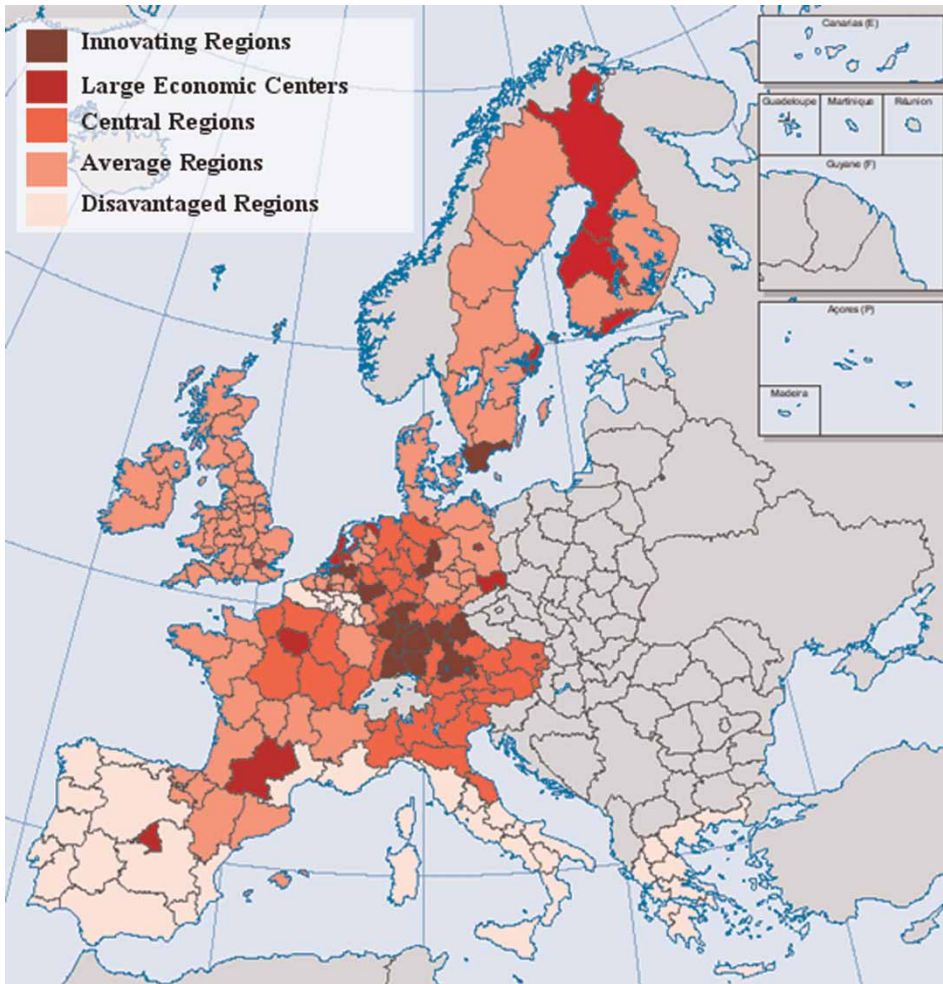 Innovating Regions
Large Economic Centers
Central Regions
Average Regions
Disavantaged Regions
Canarias (E)
Guadeloupe
Martinique
Réunion
Guyane (F)
Açores (P)
Madeira